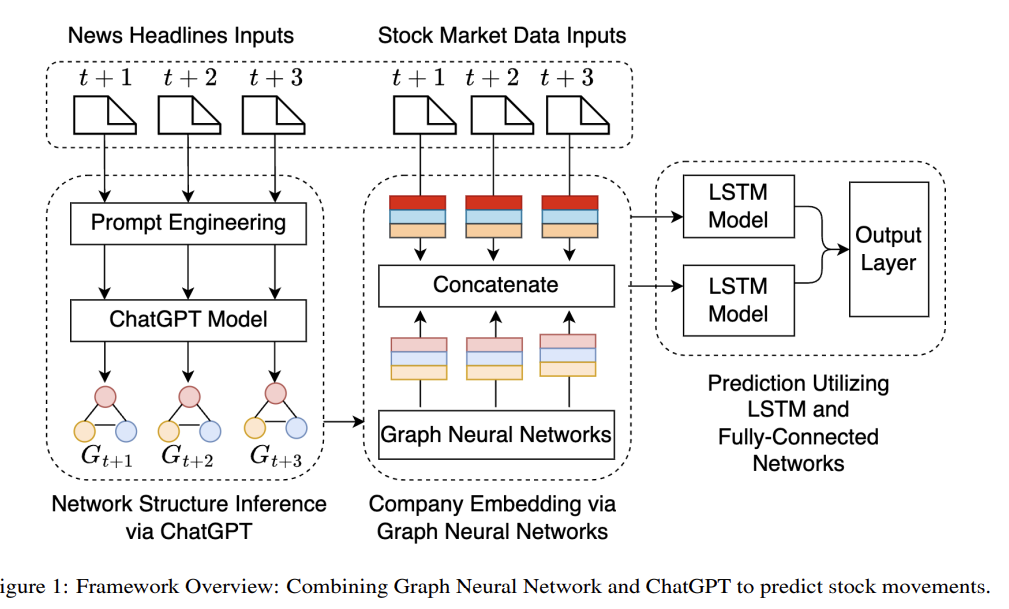 News Headlines Inputs
Stock Market Data Inputs
t + 1 t + 2 t + 3
t + 1 t + 2 t + 3
Prompt Engineering
ChatGPT Model
G_{t+1} G_{t+2} G_{t+3}
Network Structure Inference
via ChatGPT
Concatenate
Graph Neural Networks
Company Embedding via
Graph Neural Networks
LSTM
Model
LSTM
Model
Output
Layer
Prediction Utilizing
LSTM and
Fully-Connected
Networks
igure 1: Framework Overview: Combining Graph Neural Network and ChatGPT to predict stock movements.